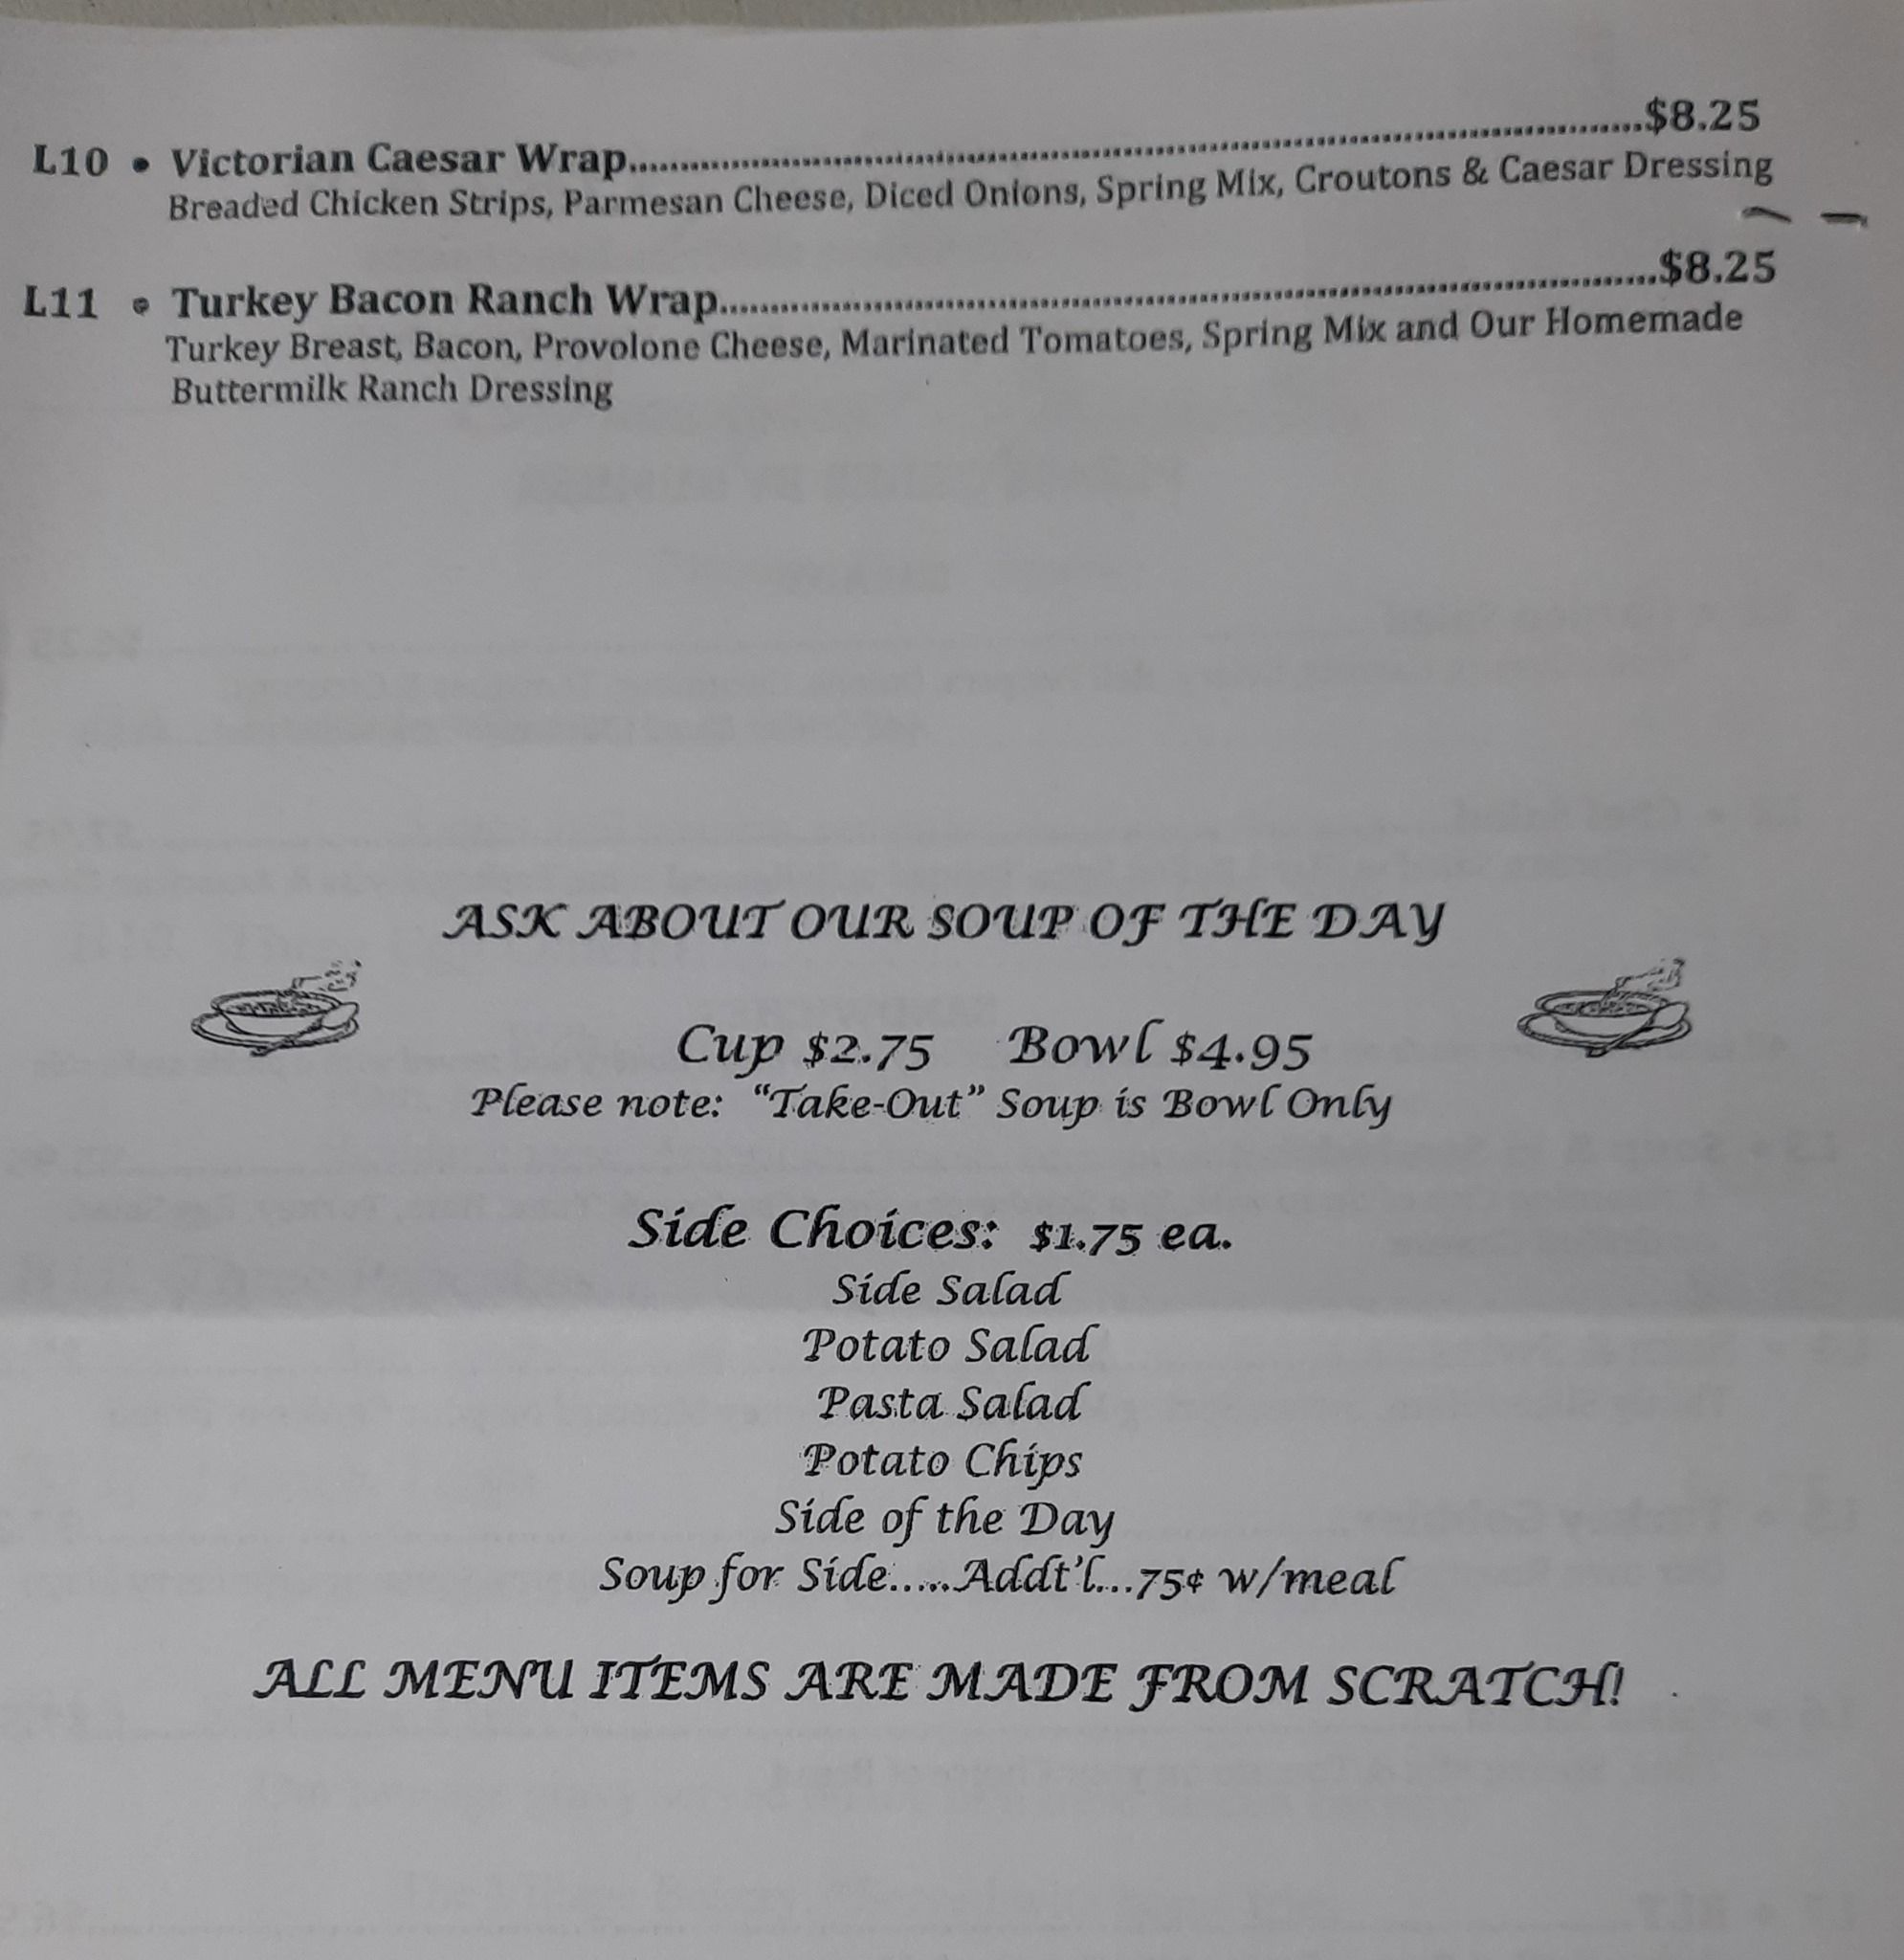 L10 • Victorian Caesar Wrap..........$8.25
Breaded Chicken Strips, Parmesan Cheese, Diced Onions, Spring Mix, Croutons & Caesar Dressing
L11 • Turkey Bacon Ranch Wrap..........$8.25
Turkey Breast, Bacon, Provolone Cheese, Marinated Tomatoes, Spring Mix and Our Homemade
Buttermilk Ranch Dressing
ASK ABOUT OUR SOUP OF THE DAY
Cup $2.75 Bowl $4.95
Please note: “Take-Out” Soup is Bowl Only
Side Choices: $1.75 ea.
Side Salad
Potato Salad
Pasta Salad
Potato Chips
Side of the Day
Soup for Side.....Addt’l...75¢ w/meal
ALL MENU ITEMS ARE MADE FROM SCRATCH!